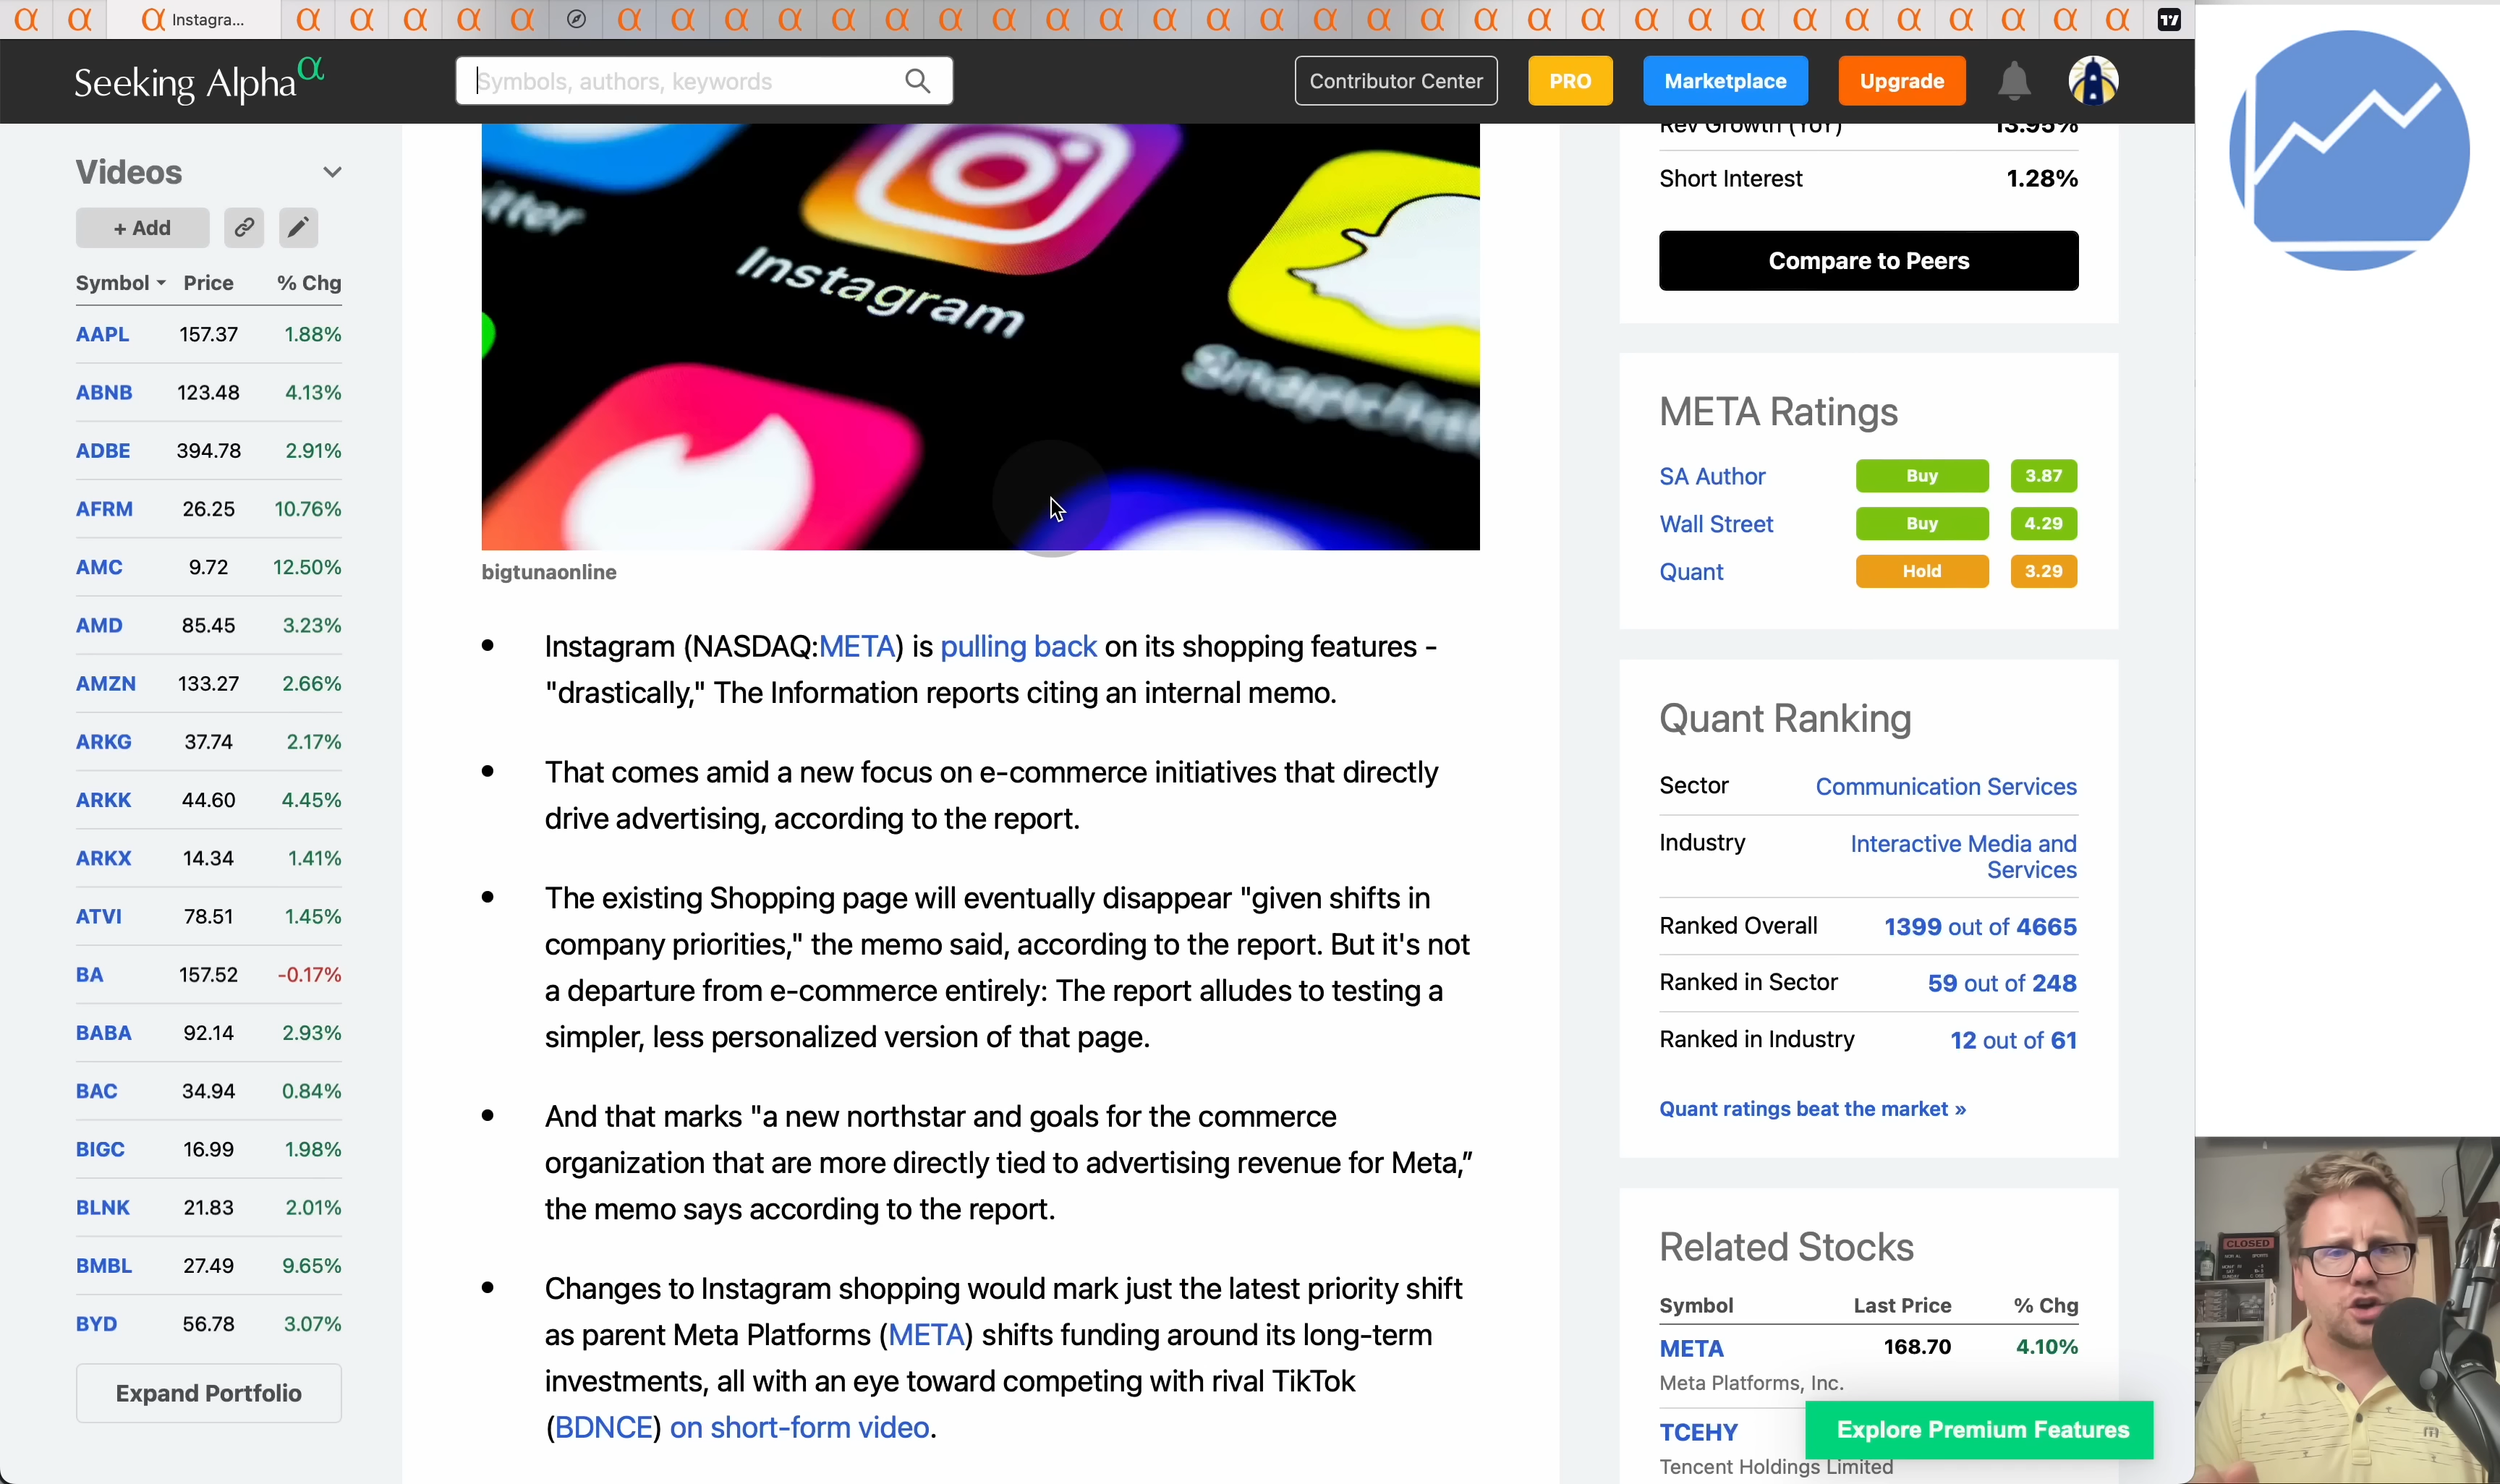 Instagra...
Seeking Alpha α
Symbols, authors, keywords
Contributor Center
PRO
Marketplace
Upgrade
Videos
+ Add
Symbol Price % Chg
AAPL 157.37 1.88%
ABNB 123.48 4.13%
ADBE 394.78 2.91%
AFRM 26.25 10.76%
AMC 9.72 12.50%
AMD 85.45 3.23%
AMZN 133.27 2.66%
ARKG 37.74 2.17%
ARKK 44.60 4.45%
ARKX 14.34 1.41%
ATVI 78.51 1.45%
BA 157.52 -0.17%
BABA 92.14 2.93%
BAC 34.94 0.84%
BIGC 16.99 1.98%
BLNK 21.83 2.01%
BMBL 27.49 9.65%
BYD 56.78 3.07%
Expand Portfolio
itter
Instagram
Snapcha
bigtunaonline
• Instagram (NASDAQ:META) is pulling back on its shopping features -
"drastically," The Information reports citing an internal memo.
• That comes amid a new focus on e-commerce initiatives that directly
drive advertising, according to the report.
• The existing Shopping page will eventually disappear "given shifts in
company priorities," the memo said, according to the report. But it's not
a departure from e-commerce entirely: The report alludes to testing a
simpler, less personalized version of that page.
• And that marks "a new northstar and goals for the commerce
organization that are more directly tied to advertising revenue for Meta,”
the memo says according to the report.
• Changes to Instagram shopping would mark just the latest priority shift
as parent Meta Platforms (META) shifts funding around its long-term
investments, all with an eye toward competing with rival TikTok
(BDNCE) on short-form video.
Rev Growth (YoY) 13.95%
Short Interest 1.28%
Compare to Peers
META Ratings
SA Author Buy 3.87
Wall Street Buy 4.29
Quant Hold 3.29
Quant Ranking
Sector Communication Services
Industry Interactive Media and
Services
Ranked Overall 1399 out of 4665
Ranked in Sector 59 out of 248
Ranked in Industry 12 out of 61
Quant ratings beat the market »
Related Stocks
Symbol Last Price % Chg
META 168.70 4.10%
Meta Platforms, Inc.
TCEHY
Tencent Holdings Limited
Explore Premium Features
CLOSED